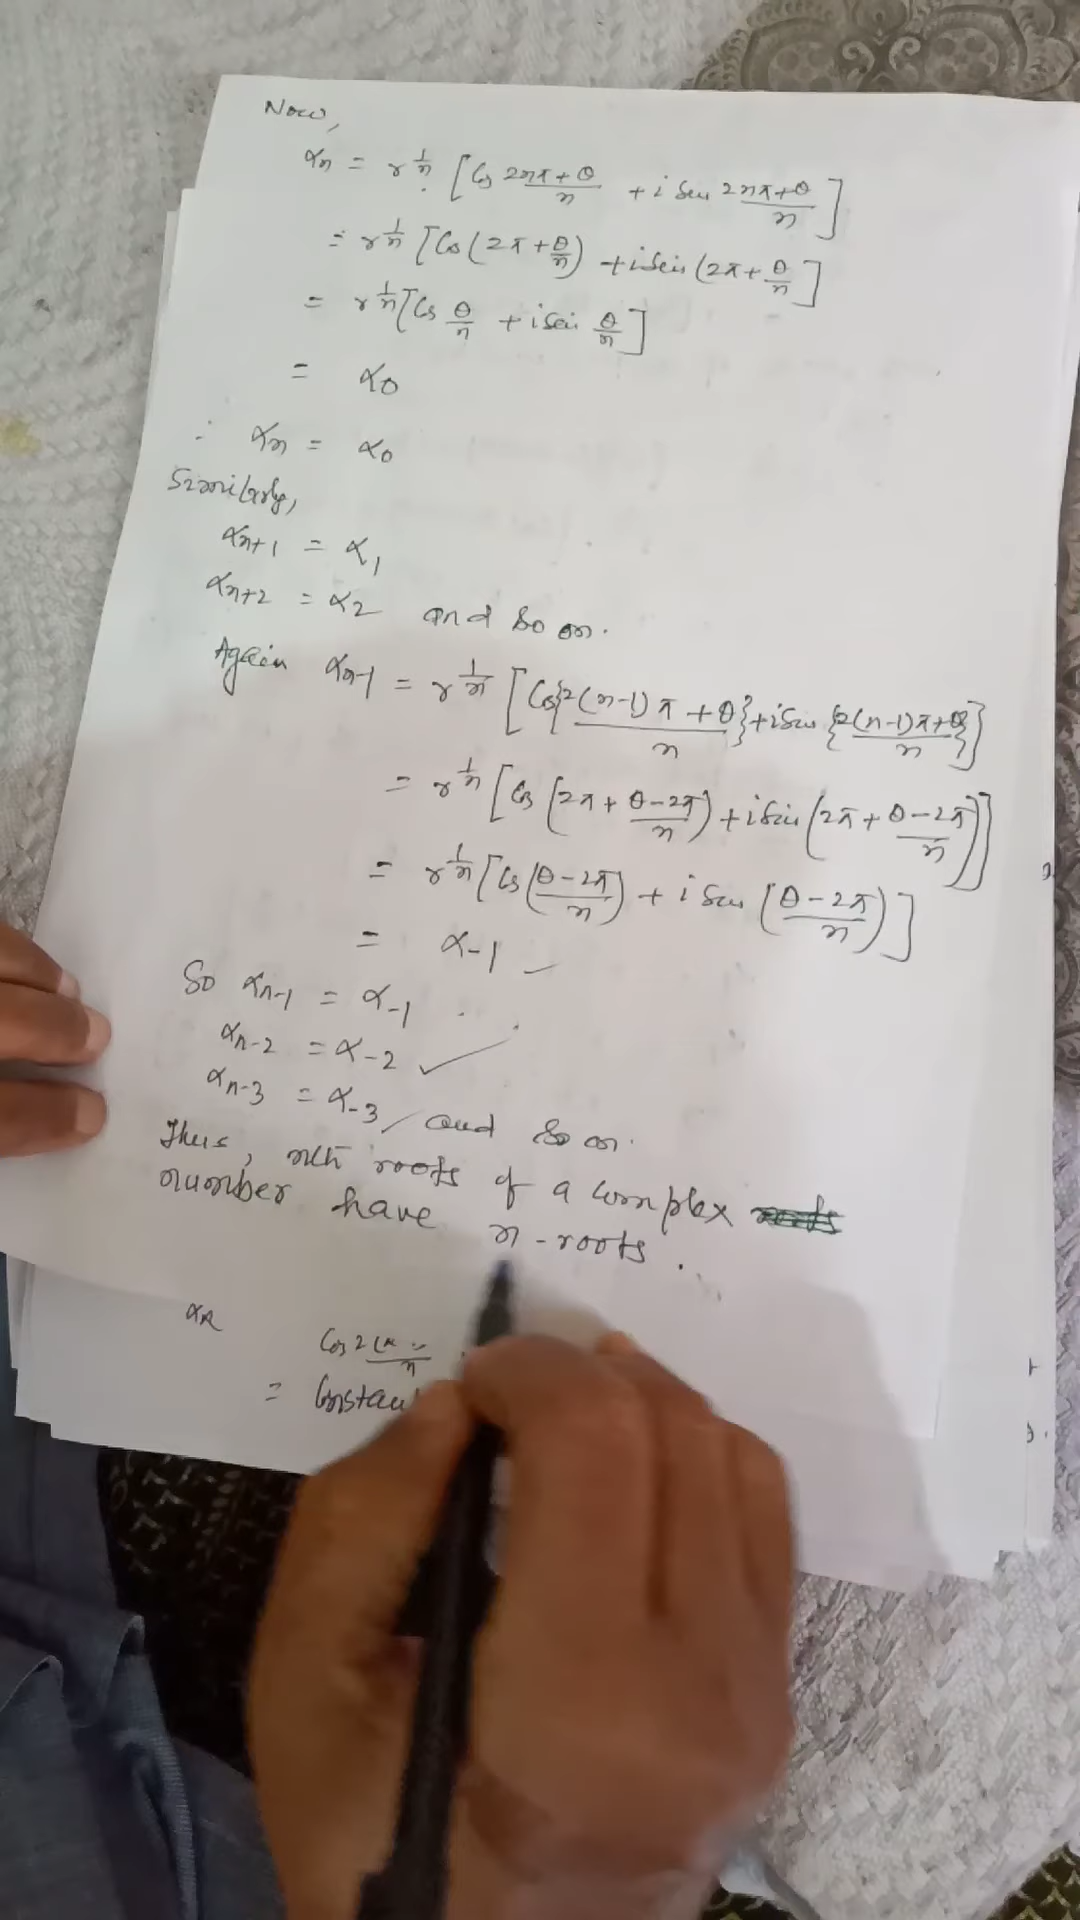 Now,
αn = r^(1/n) [Cos (2nπ+θ)/n + i Sin (2nπ+θ)/n]
= r^(1/n) [Cos(2π + θ/n) + i Sin(2π + θ/n]
= r^(1/n) [Cos θ/n + i Sin θ/n]
= α0
∴ αn = α0
Similarly,
αn+1 = α1
αn+2 = α2 and so on.
Again αn-1 = r^(1/n) [Cos{(2(n-1)π + θ)/n} + i Sin {(2(n-1)π+θ)/n}]
= r^(1/n) [Cos (2π + (θ-2π)/n) + i Sin (2π + (θ-2π)/n)]
= r^(1/n) [Cos ((θ-2π)/n) + i Sin ((θ-2π)/n)]
= α-1
So αn-1 = α-1
αn-2 = α-2 ✓
αn-3 = α-3, and so on.
Thus, nth roots of a complex
number have n-roots.
αk
Cos 2
=